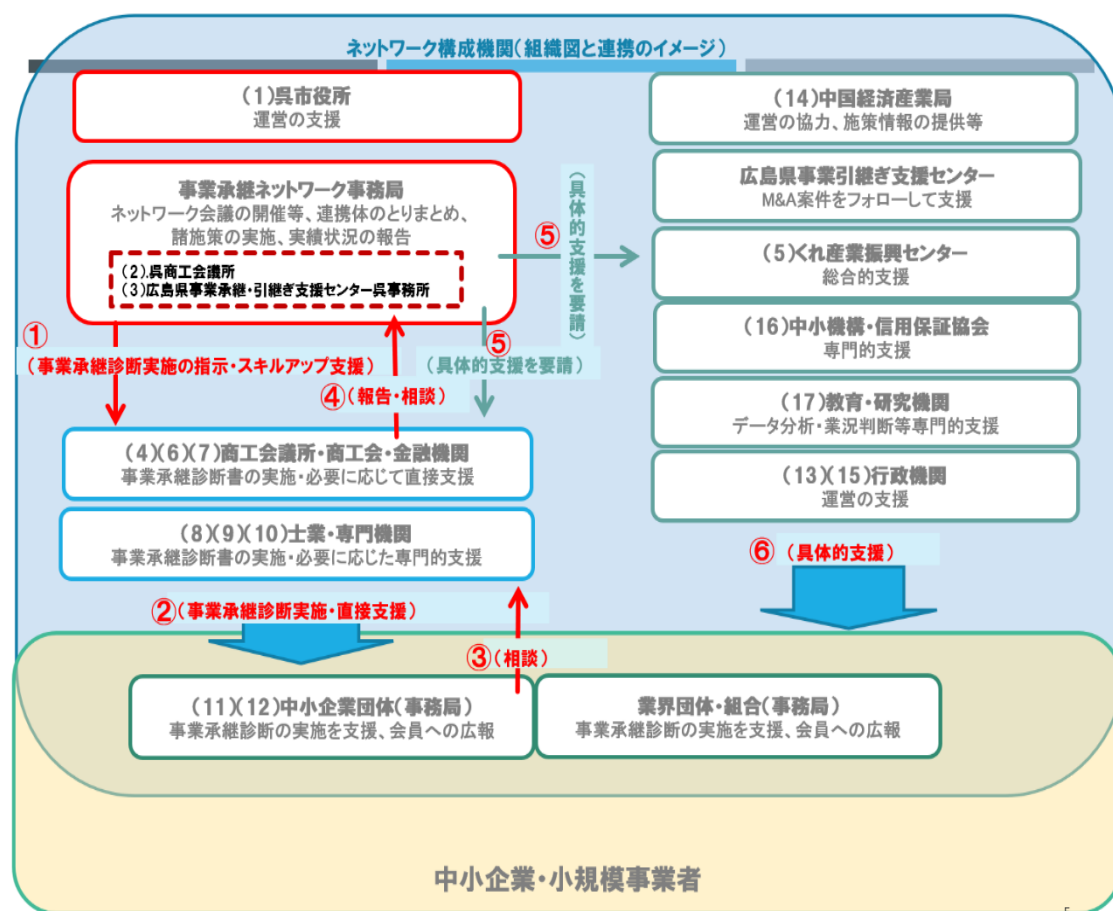 ネットワーク構成機関(組織図と連携のイメージ)
(1)呉市役所
運営の支援
事業承継ネットワーク事務局
ネットワーク会議の開催等、連携体のとりまとめ、
諸施策の実施、実績状況の報告
(2).呉商工会議所
(3)広島県事業承継・引継ぎ支援センター呉事務所
①
(事業承継診断実施の指示・スキルアップ支援)
④(報告・相談)
⑤
(具体的支援を要請)
⑤
(具体的支援を要請)
(4)(6)(7)商工会議所・商工会・金融機関
事業承継診断書の実施・必要に応じて直接支援
(8)(9)(10)士業・専門機関
事業承継診断書の実施・必要に応じた専門的支援
②(事業承継診断実施・直接支援)
③(相談)
(14)中国経済産業局
運営の協力、施策情報の提供等
広島県事業引継ぎ支援センター
M&A案件をフォローして支援
(5)くれ産業振興センター
総合的支援
(16)中小機構・信用保証協会
専門的支援
(17)教育・研究機関
データ分析・業況判断等専門的支援
(13)(15)行政機関
運営の支援
⑥(具体的支援)
(11)(12)中小企業団体(事務局)
事業承継診断の実施を支援、会員への広報
業界団体・組合(事務局)
事業承継診断の実施を支援、会員への広報
中小企業・小規模事業者